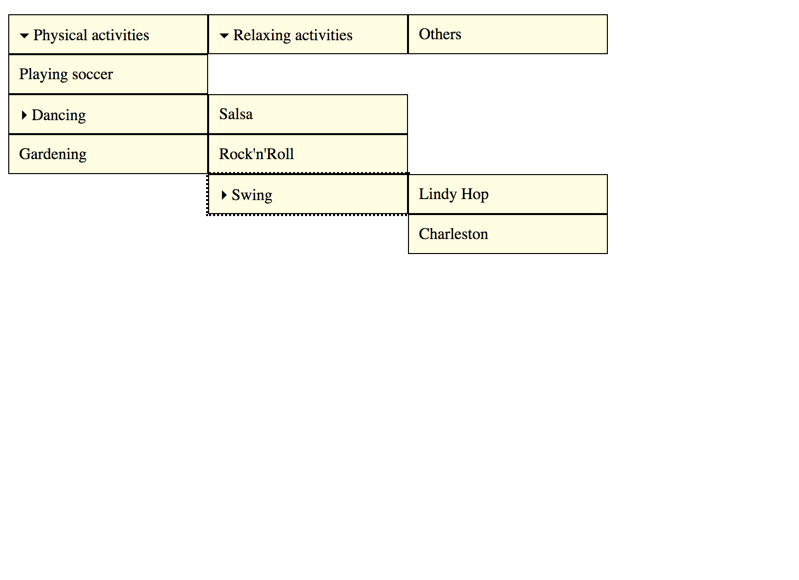 Physical activities
Relaxing activities
Others
Playing soccer
Dancing
Salsa
Gardening
Rock'n'Roll
Swing
Lindy Hop
Charleston